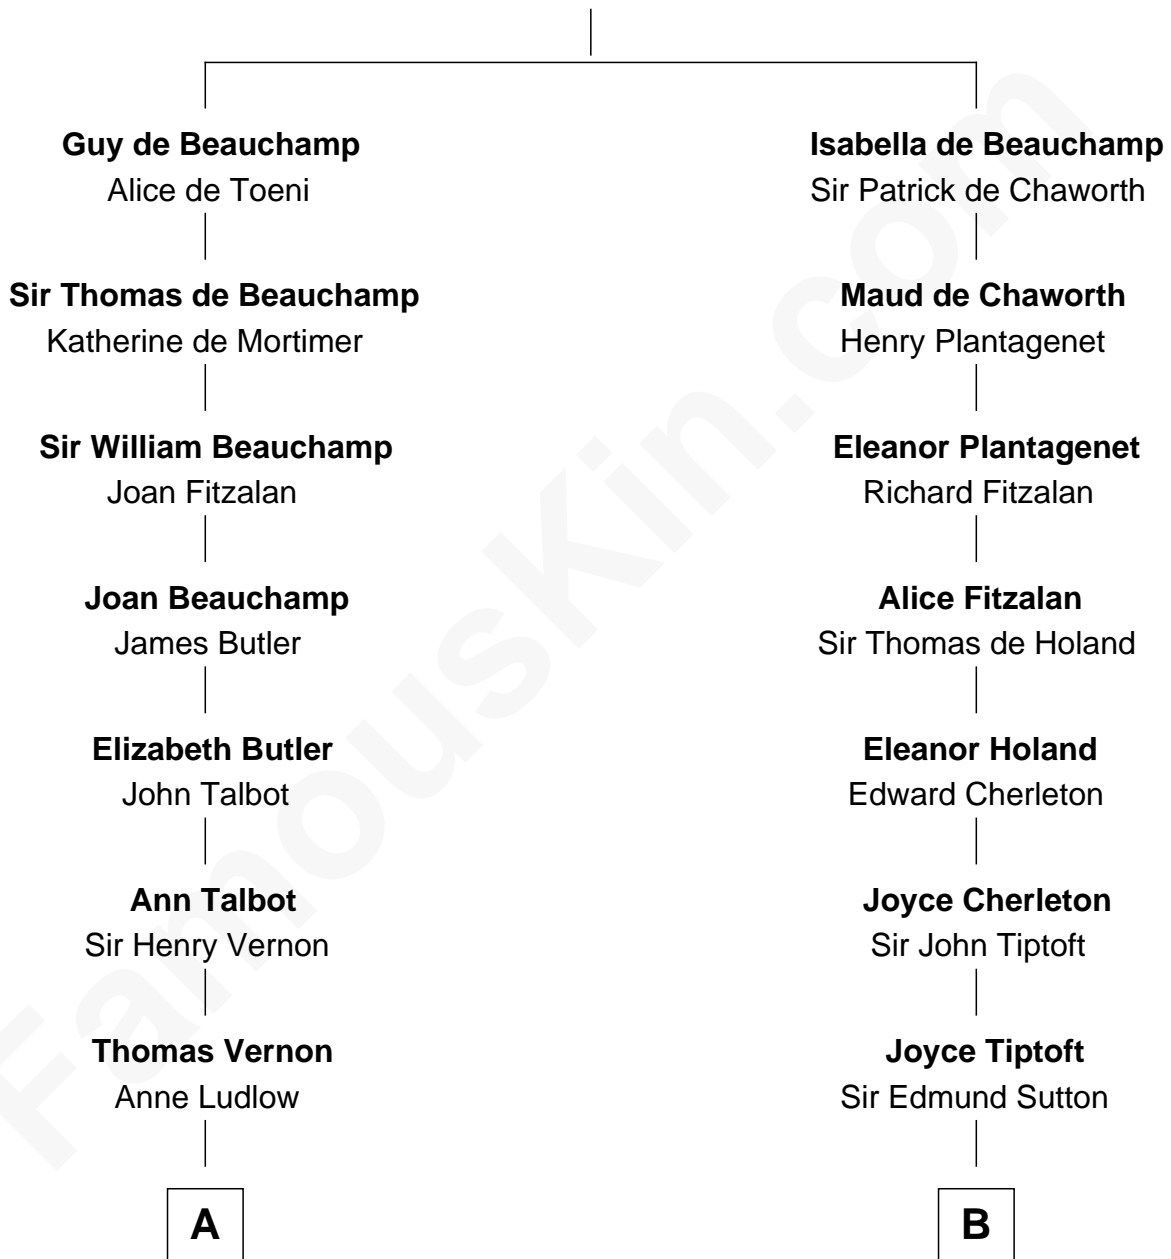 Guy de Beauchamp
Alice de Toeni
Isabella de Beauchamp
Sir Patrick de Chaworth
Sir Thomas de Beauchamp
Katherine de Mortimer
Maud de Chaworth
Henry Plantagenet
Sir William Beauchamp
Joan Fitzalan
Eleanor Plantagenet
Richard Fitzalan
Joan Beauchamp
James Butler
Alice Fitzalan
Sir Thomas de Holand
Elizabeth Butler
John Talbot
Eleanor Holand
Edward Cherleton
Ann Talbot
Sir Henry Vernon
Joyce Cherleton
Sir John Tiptoft
Thomas Vernon
Anne Ludlow
Joyce Tiptoft
Sir Edmund Sutton
A
B
FamousKin.com